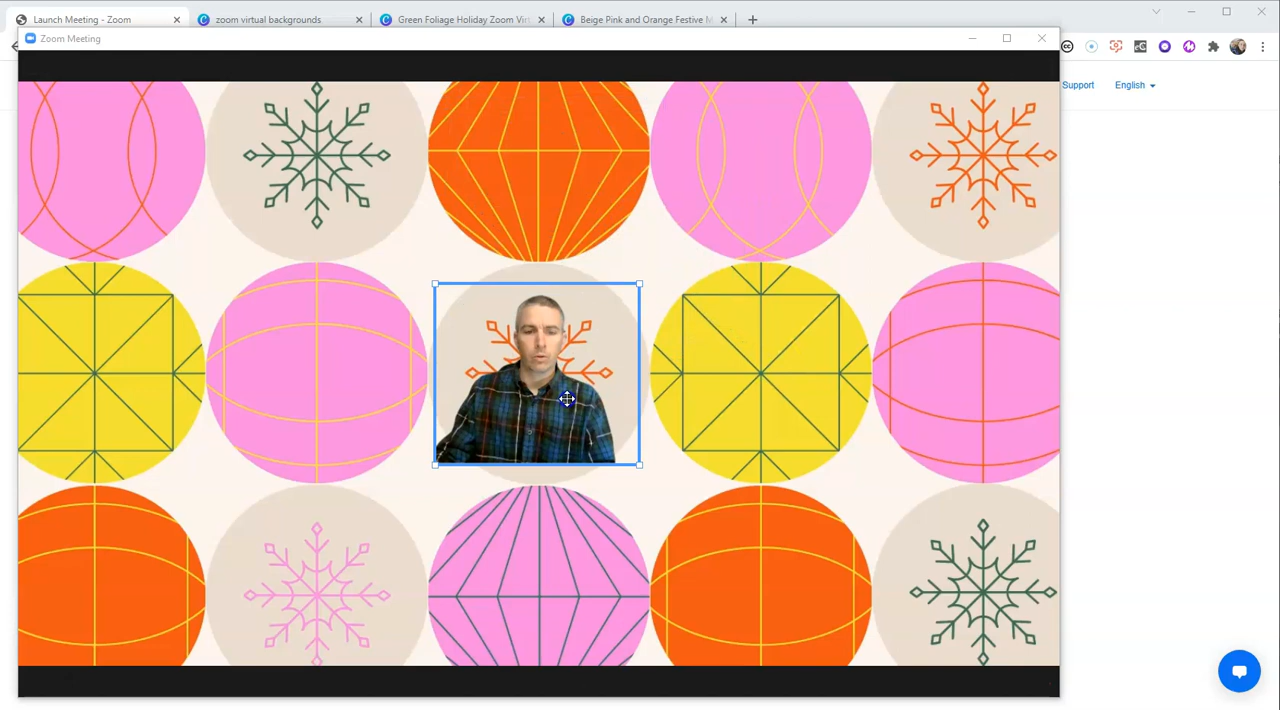 Launch Meeting - Zoom
zoom virtual backgrounds
Green Foliage Holiday Zoom Virt
Beige Pink and Orange Festive M
Zoom Meeting
Support
English